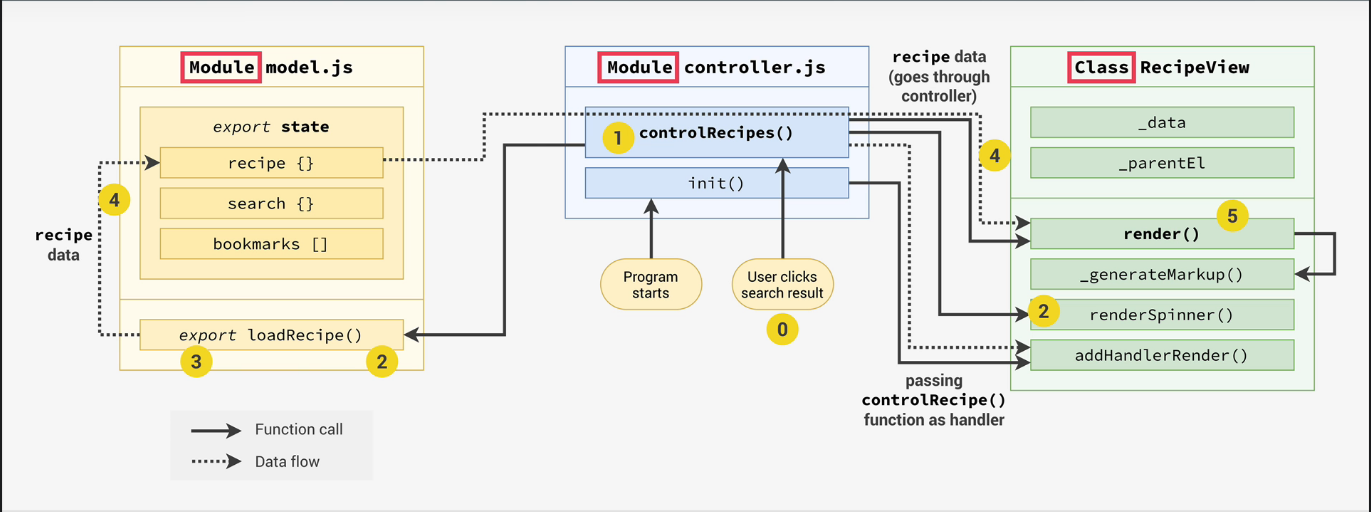 Module model.js
export state
recipe {}
search {}
bookmarks []
4
recipe
data
export loadRecipe()
3
2
Function call
Data flow
Module controller.js
1
controlRecipes()
init()
Program
starts
User clicks
search result
0
recipe data
(goes through
controller)
4
Class RecipeView
_data
_parentEl
5
render()
_generateMarkup()
2
renderSpinner()
addHandlerRender()
passing
controlRecipe()
function as handler